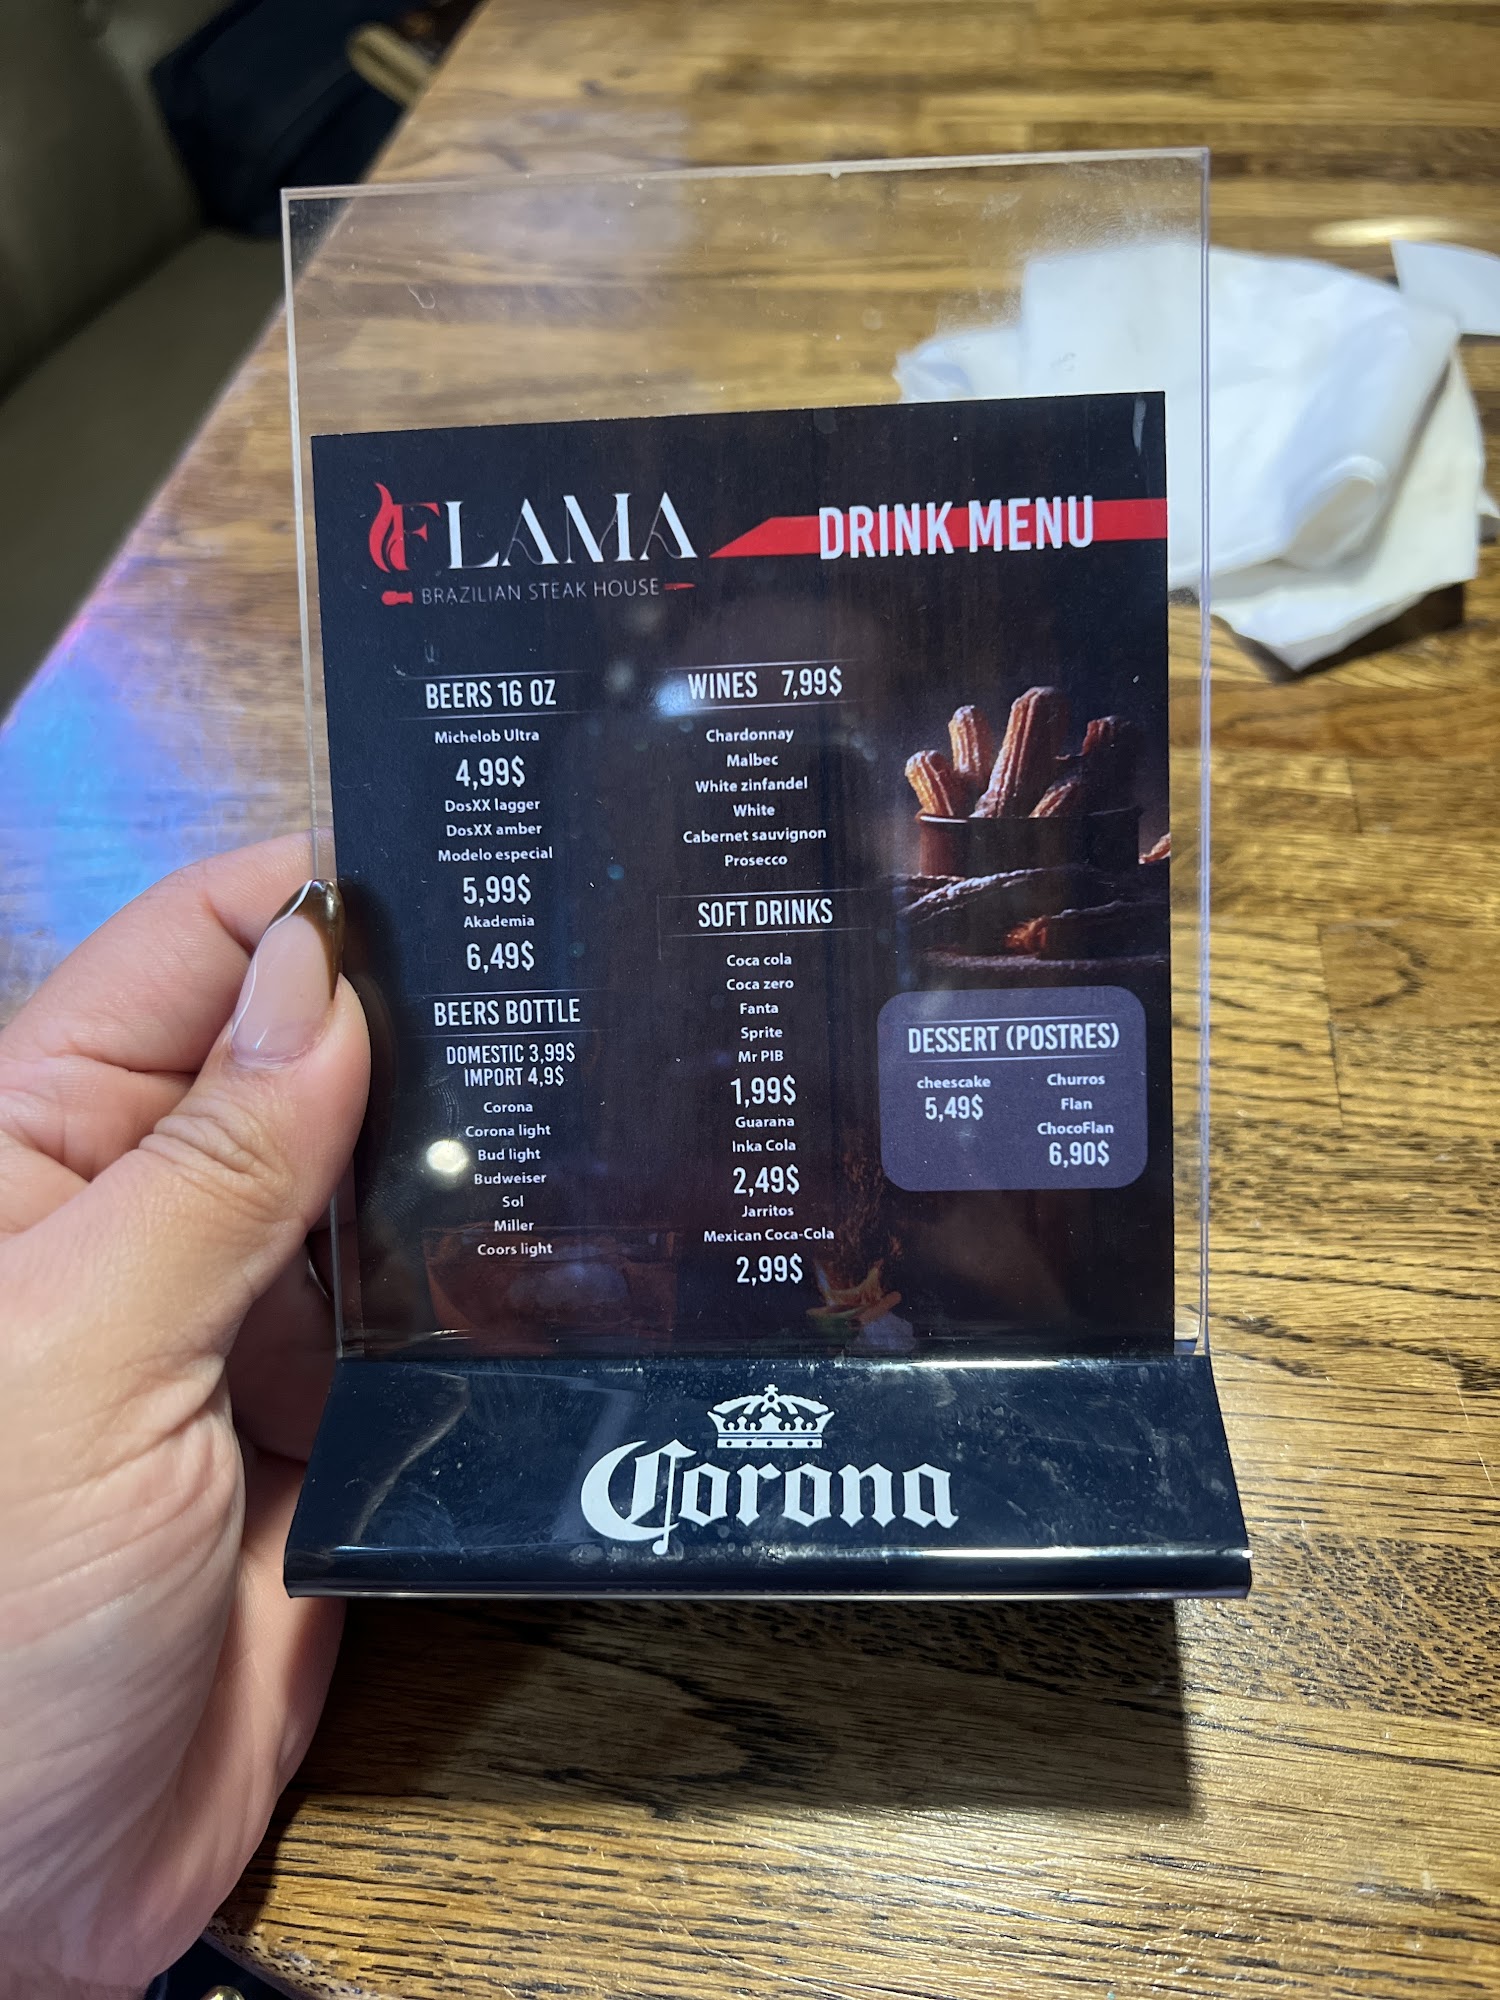 FLAMA
BRAZILIAN STEAK HOUSE
DRINK MENU
BEERS 16 OZ
Michelob Ultra
4,99$
DosXX lagger
DosXX amber
Modelo especial
5,99$
Akademia
6,49$
BEERS BOTTLE
DOMESTIC 3,99$
IMPORT 4,9$
Corona
Corona light
Bud light
Budweiser
Sol
Miller
Coors light
WINES 7,99$
Chardonnay
Malbec
White zinfandel
White
Cabernet sauvignon
Prosecco
SOFT DRINKS
Coca cola
Coca zero
Fanta
Sprite
Mr PIB
1,99$
Guarana
Inka Cola
2,49$
Jarritos
Mexican Coca-Cola
2,99$
DESSERT (POSTRES)
cheescake
5,49$
Churros
Flan
ChocoFlan
6,90$
Corona